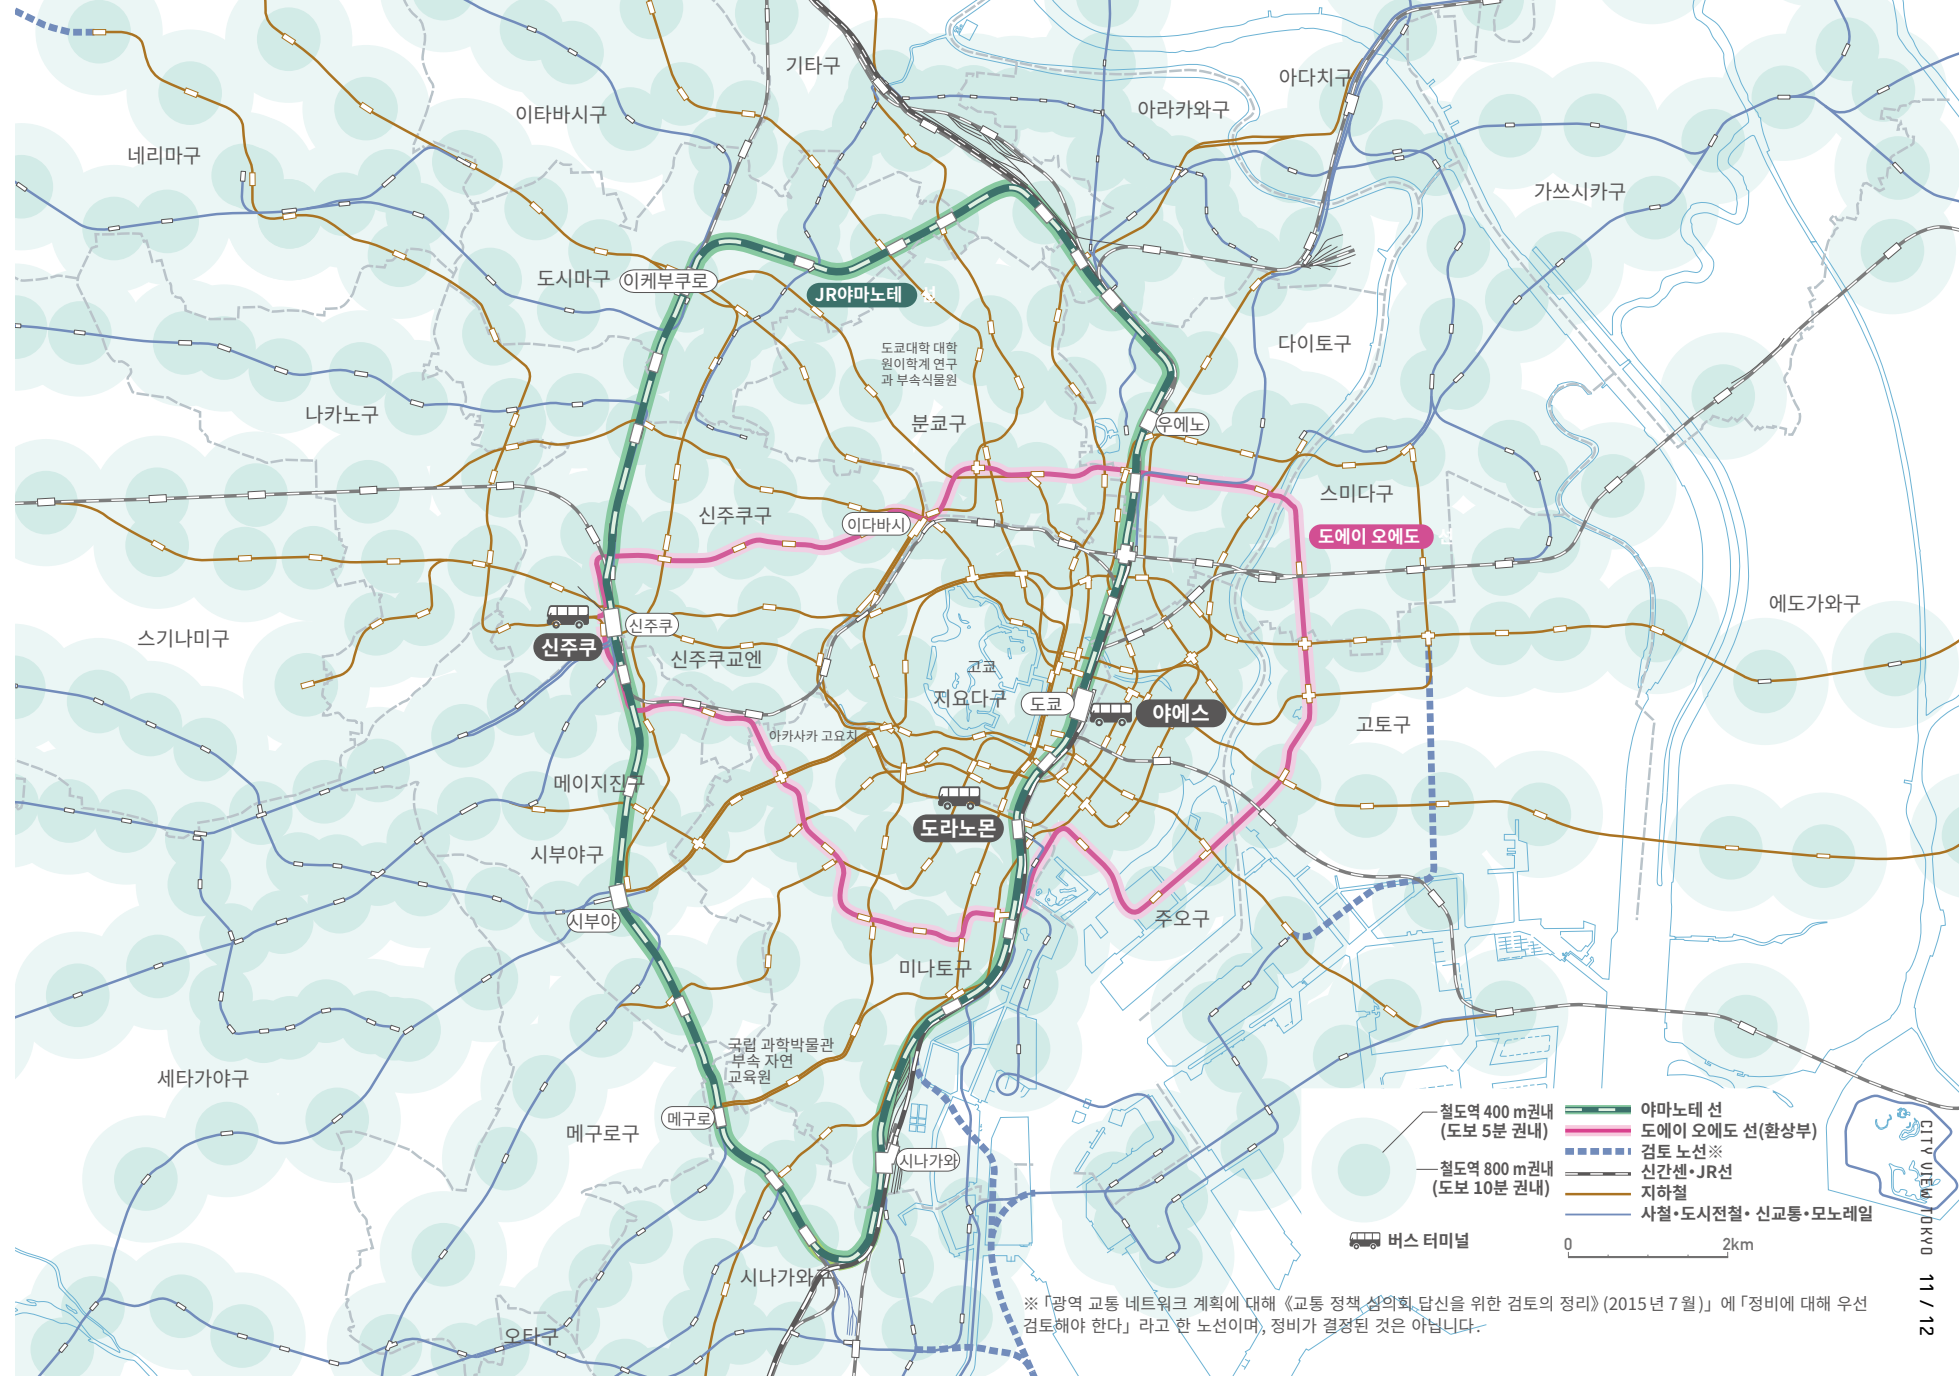 기타구
아다치구
이타바시구
아라카와구
네리마구
가쓰시카구
도시마구
이케부쿠로
JR야마노테 선
다이토구
도쿄대학 대학
원이학계 연구
과 부속식물원
나카노구
분쿄구
우에노
신주쿠구
이다바시
스미다구
도에이 오에도
에도가와구
스기나미구
신주쿠
신주쿠
신주쿠교엔
고쿄
지요다구
도쿄
야에스
고토구
아카사카 고요지
메이지진구
도라노몬
시부야구
시부야
주오구
미나토구
국립 과학박물관
부속 자연
교육원
세타가야구
메구로
메구로구
시나가와
시나가와구
오타구
철도역 400 m권내
(도보 5분 권내)
철도역 800 m권내
(도보 10분 권내)
버스 터미널
야마노테 선
도에이 오에도 선(환상부)
검토 노선※
신간센•JR선
지하철
사철•도시전철• 신교통•모노레일
0 2km
※「광역 교통 네트워크 계획에 대해《교통 정책 심의회 답신을 위한 검토의 정리》(2015년 7월)」에「정비에 대해 우선
검토해야 한다」라고 한 노선이며, 정비가 결정된 것은 아닙니다.
CITY VIEW TOKYO 11 / 12